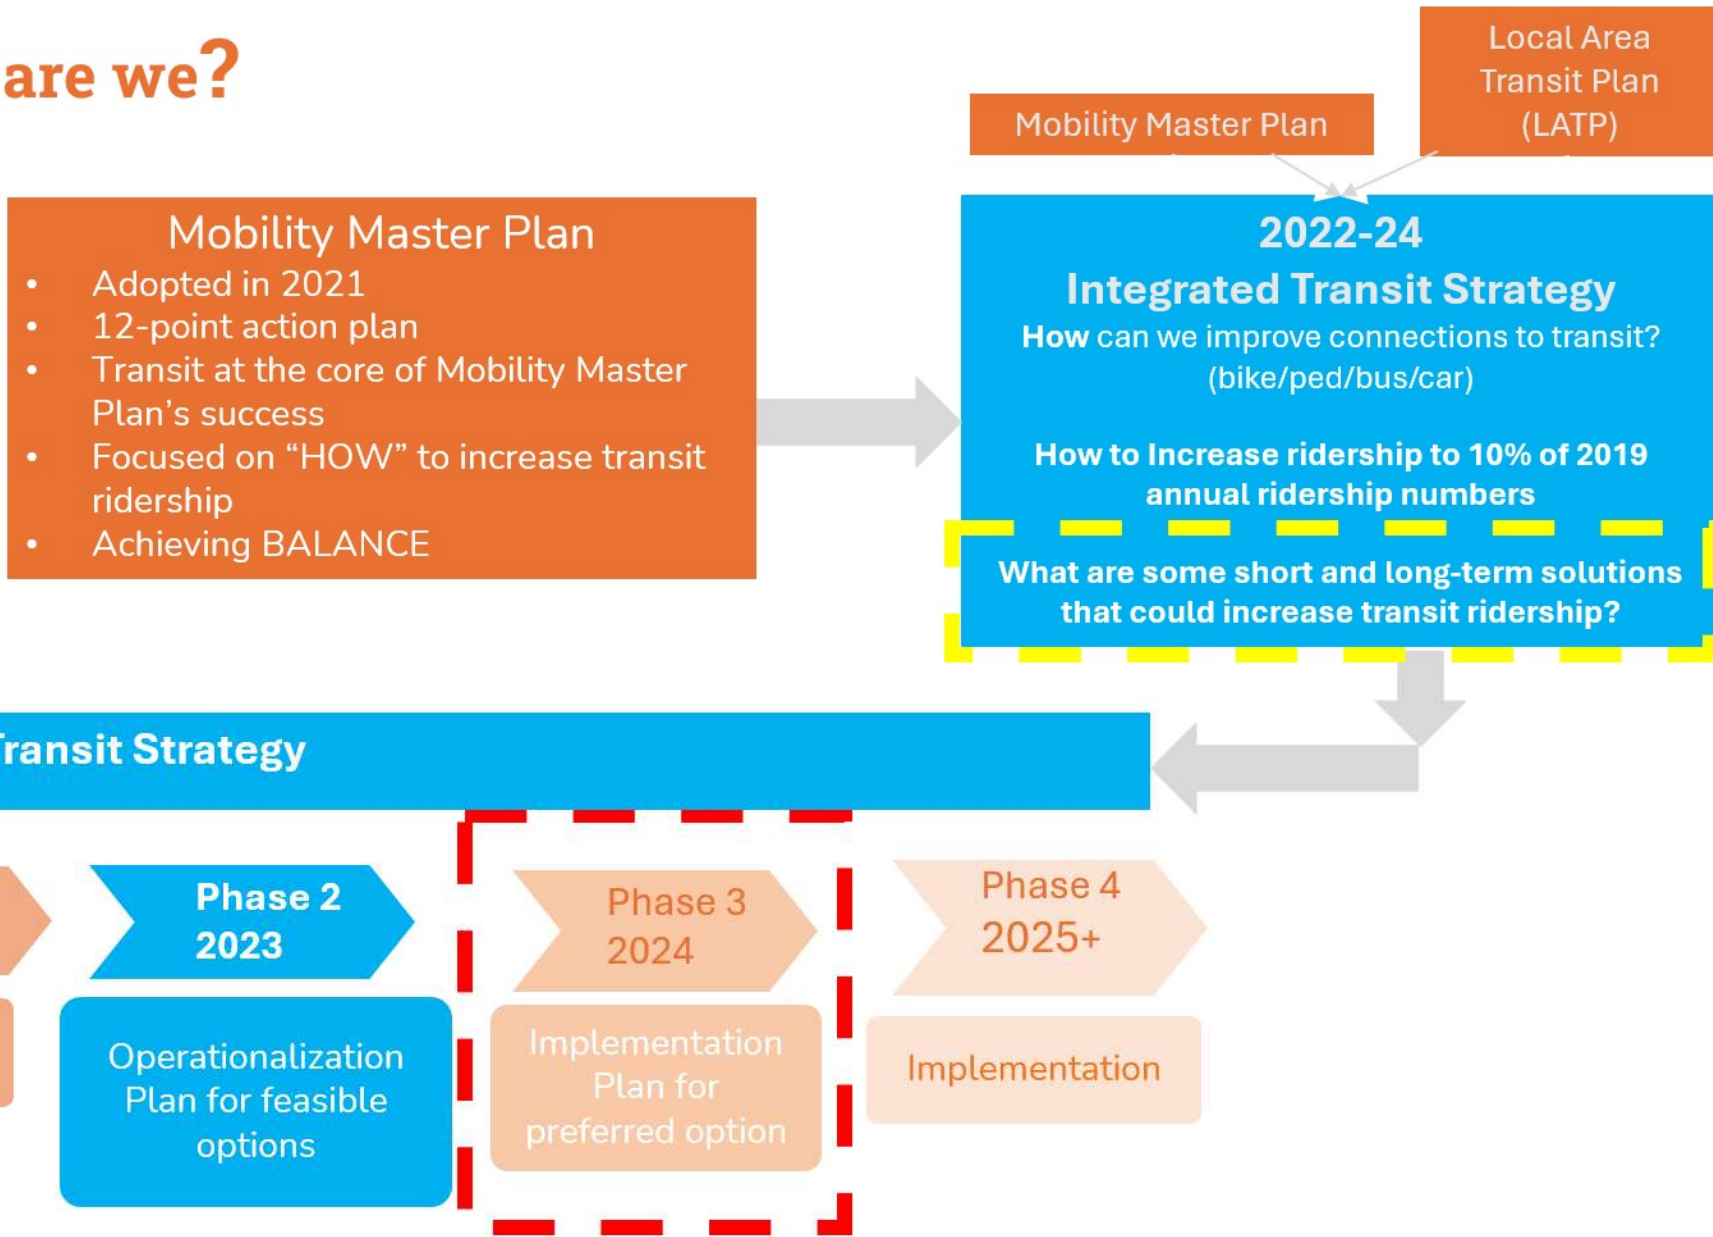 are we?
Local Area
Transit Plan
(LATP)
Mobility Master Plan
Mobility Master Plan
• Adopted in 2021
• 12-point action plan
• Transit at the core of Mobility Master
Plan’s success
• Focused on “HOW” to increase transit
ridership
• Achieving BALANCE
2022-24
Integrated Transit Strategy
How can we improve connections to transit?
(bike/ped/bus/car)
How to Increase ridership to 10% of 2019
annual ridership numbers
What are some short and long-term solutions
that could increase transit ridership?
Transit Strategy
Phase 2
2023
Phase 3
2024
Phase 4
2025+
Operationalization
Plan for feasible
options
Implementation
Plan for
preferred option
Implementation